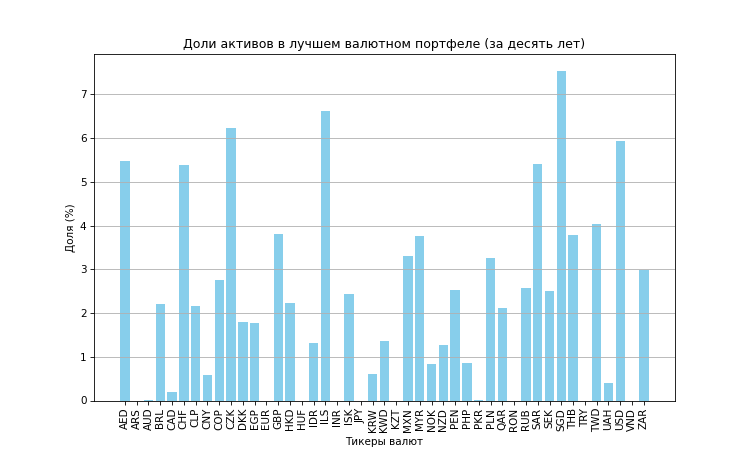 Доли активов в лучшем валютном портфеле (за десять лет)
Доля (%)
7
6
5
4
3
2
1
0
AED ARS AUD BRL CAD CHF CLP CNY COP CZK DKK EGP EUR GBP HKD HUF IDR ILS INR ISK JPY KRW KWD KZT MXN MYR NOK NZD PEN PHP PKR PLN QAR RON RUB SAR SEK SGD THB TRY TWD UAH USD VND ZAR
Тикеры валют